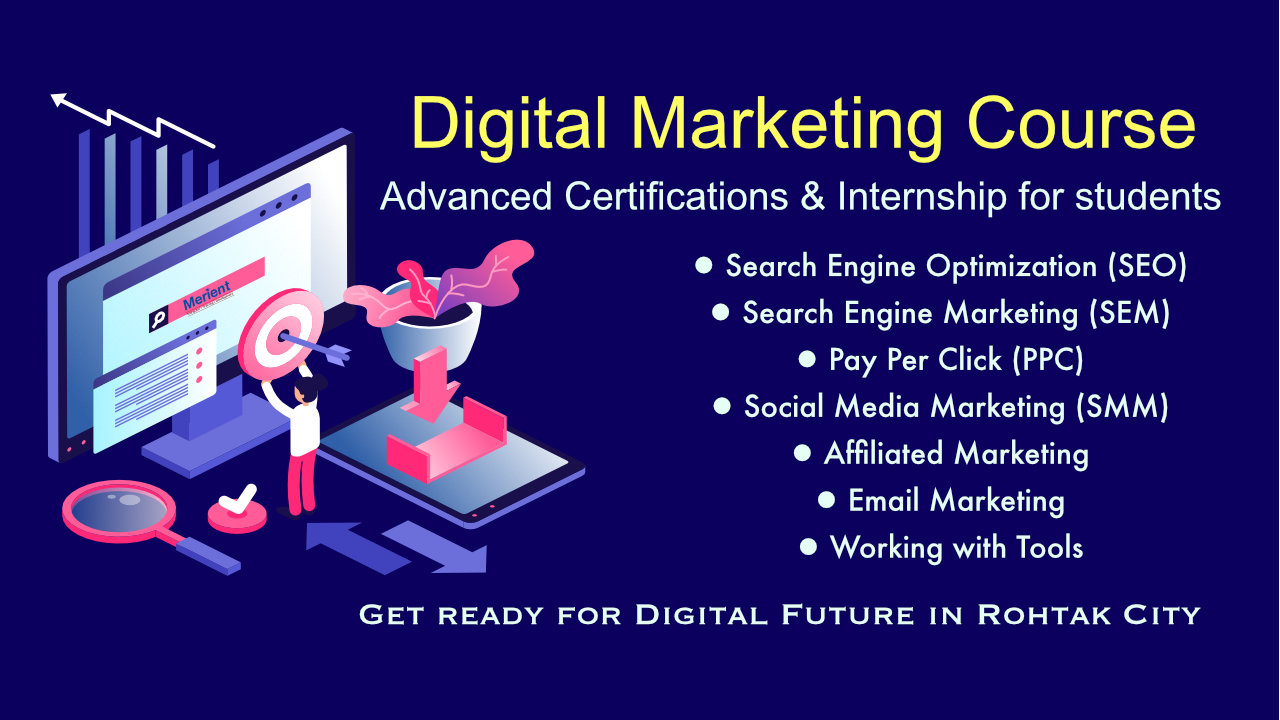 Digital Marketing Course
Advanced Certifications & Internship for students
● Search Engine Optimization (SEO)
● Search Engine Marketing (SEM)
● Pay Per Click (PPC)
● Social Media Marketing (SMM)
● Affiliated Marketing
● Email Marketing
● Working with Tools
Get ready for Digital Future in Rohtak City
Merient